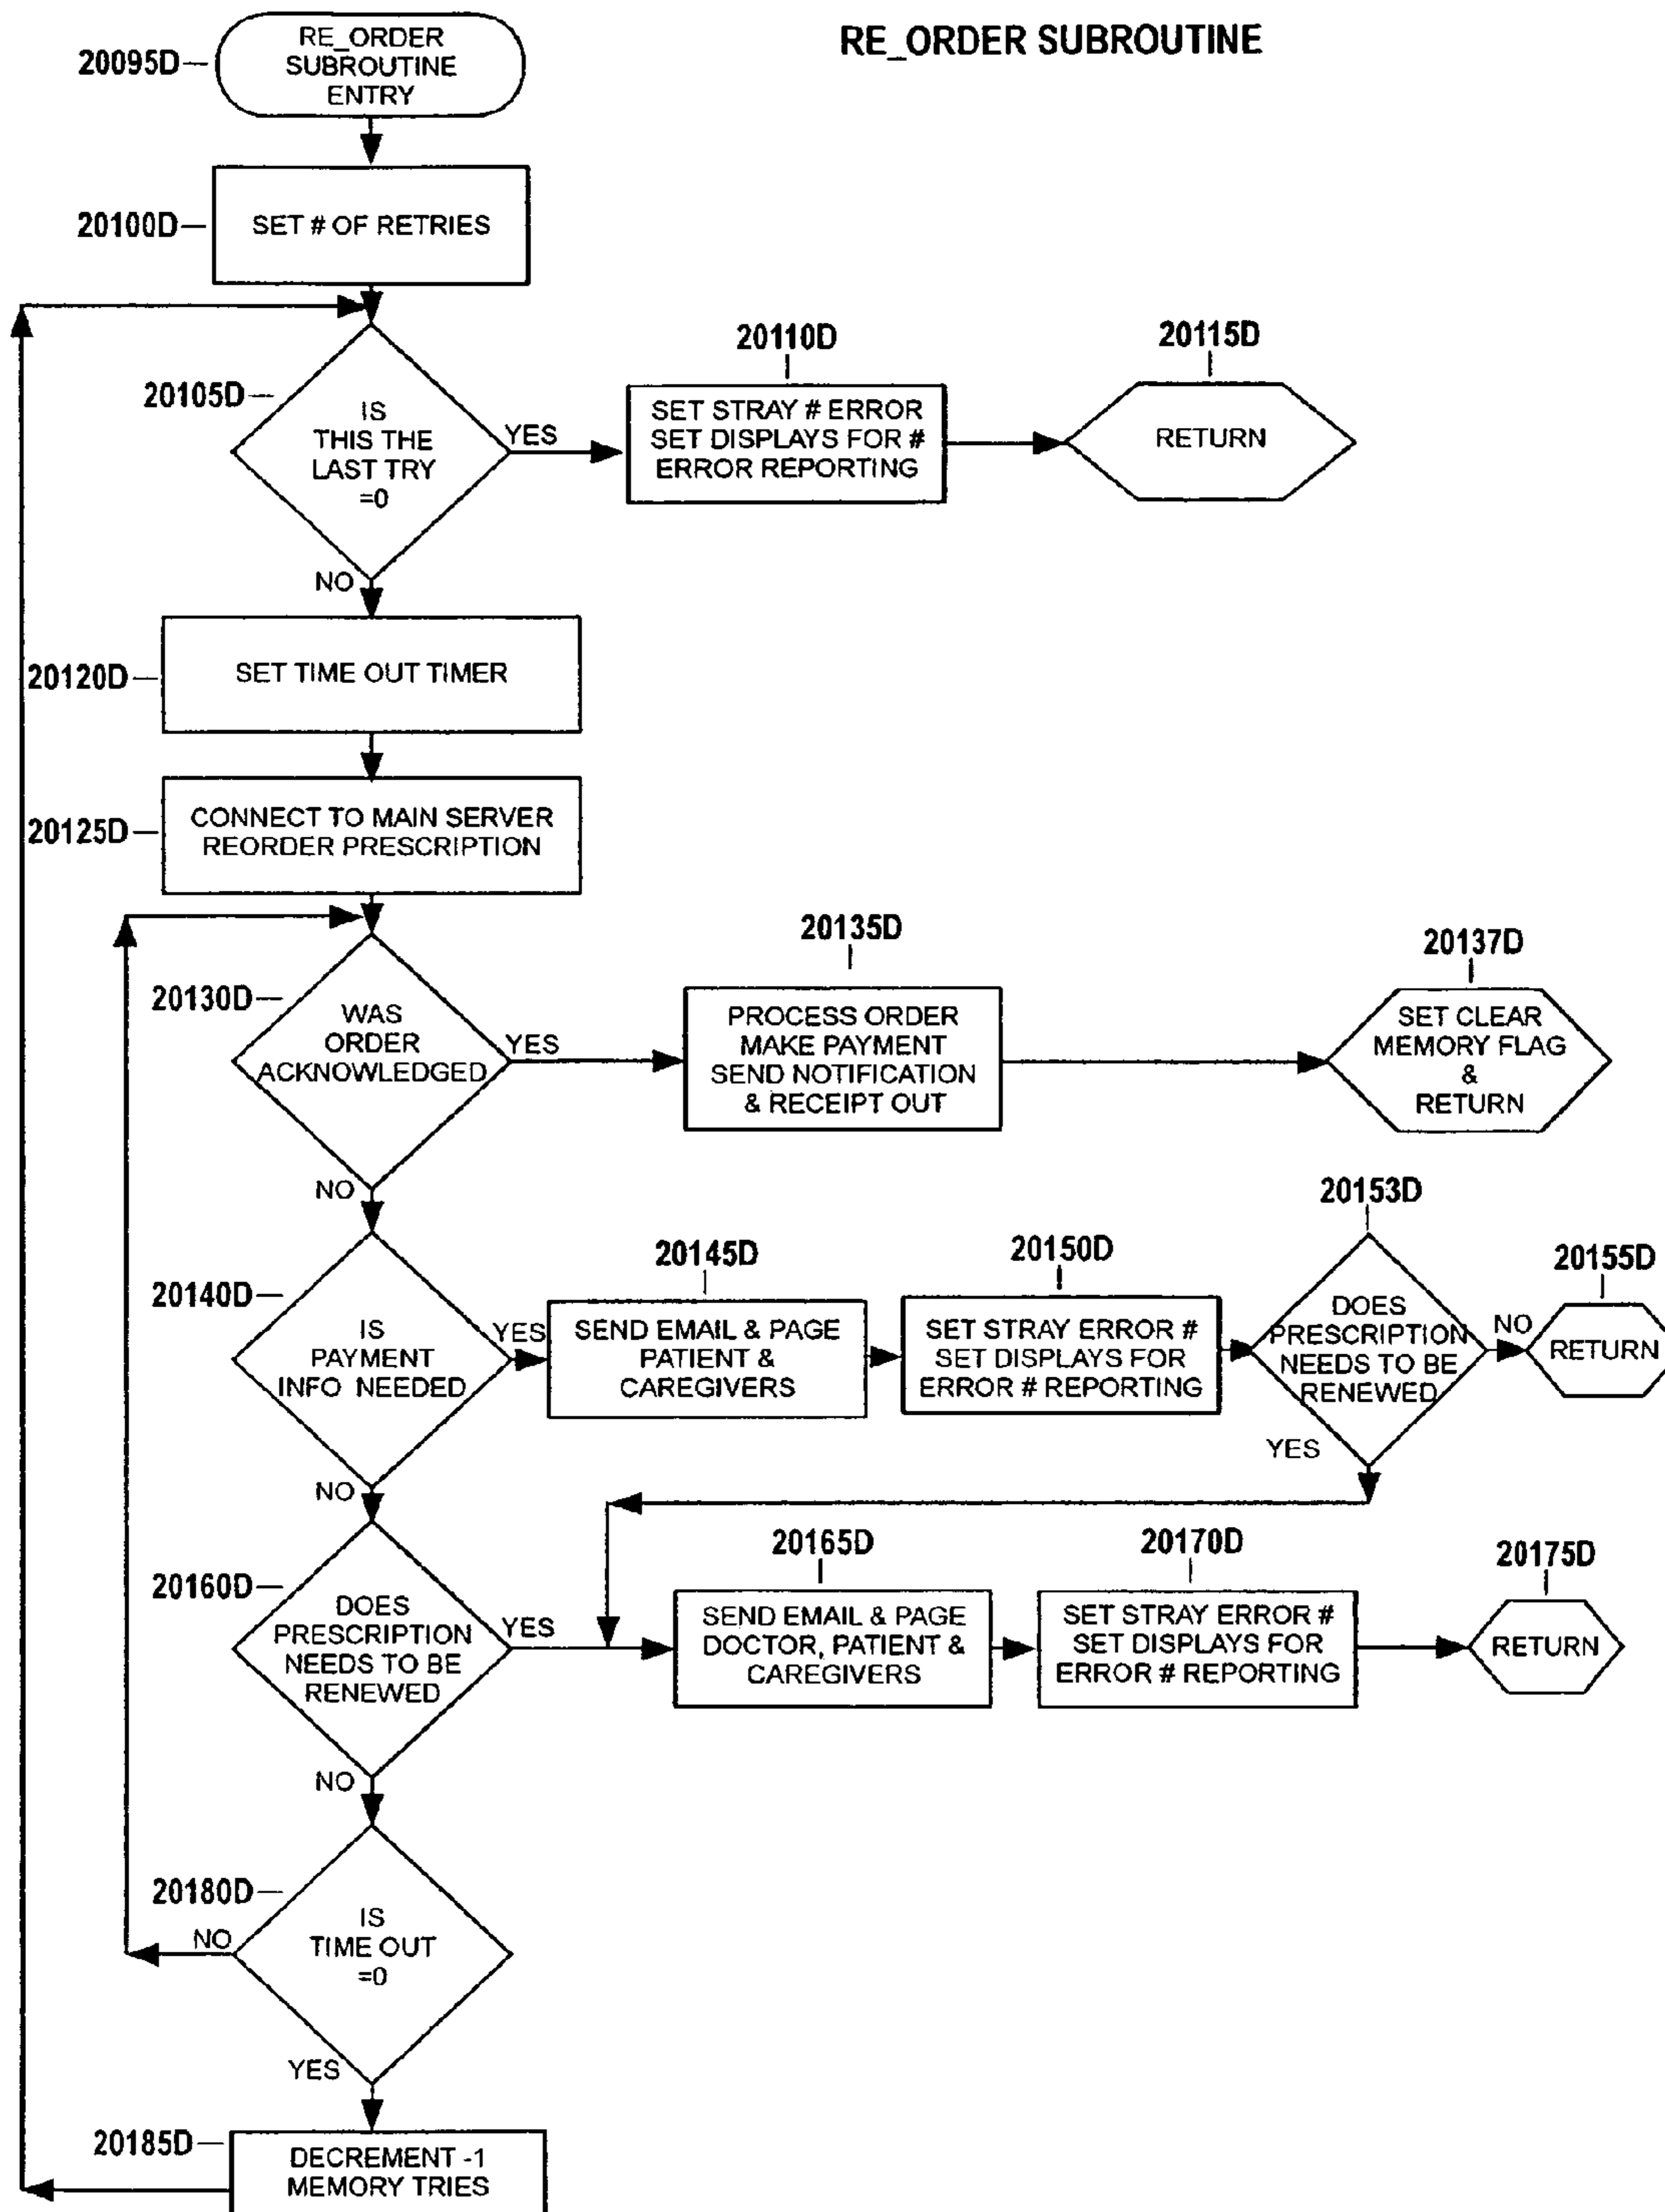 RE_ORDER SUBROUTINE
20095D
RE_ORDER
SUBROUTINE
ENTRY
20100D
SET # OF RETRIES
20105D
IS
THIS THE
LAST TRY
=0
YES
NO
20110D
SET STRAY # ERROR
SET DISPLAYS FOR #
ERROR REPORTING
20115D
RETURN
20120D
SET TIME OUT TIMER
20125D
CONNECT TO MAIN SERVER
REORDER PRESCRIPTION
20130D
WAS
ORDER
ACKNOWLEDGED
YES
NO
20135D
PROCESS ORDER
MAKE PAYMENT
SEND NOTIFICATION
& RECEIPT OUT
20137D
SET CLEAR
MEMORY FLAG
&
RETURN
20140D
IS
PAYMENT
INFO NEEDED
YES
NO
20145D
SEND EMAIL & PAGE
PATIENT &
CAREGIVERS
20150D
SET STRAY ERROR #
SET DISPLAYS FOR
ERROR # REPORTING
20153D
DOES
PRESCRIPTION
NEEDS TO BE
RENEWED
NO
YES
20155D
RETURN
20160D
DOES
PRESCRIPTION
NEEDS TO BE
RENEWED
YES
NO
20165D
SEND EMAIL & PAGE
DOCTOR, PATIENT &
CAREGIVERS
20170D
SET STRAY ERROR #
SET DISPLAYS FOR
ERROR # REPORTING
20175D
RETURN
20180D
IS
TIME OUT
=0
NO
YES
20185D
DECREMENT -1
MEMORY TRIES